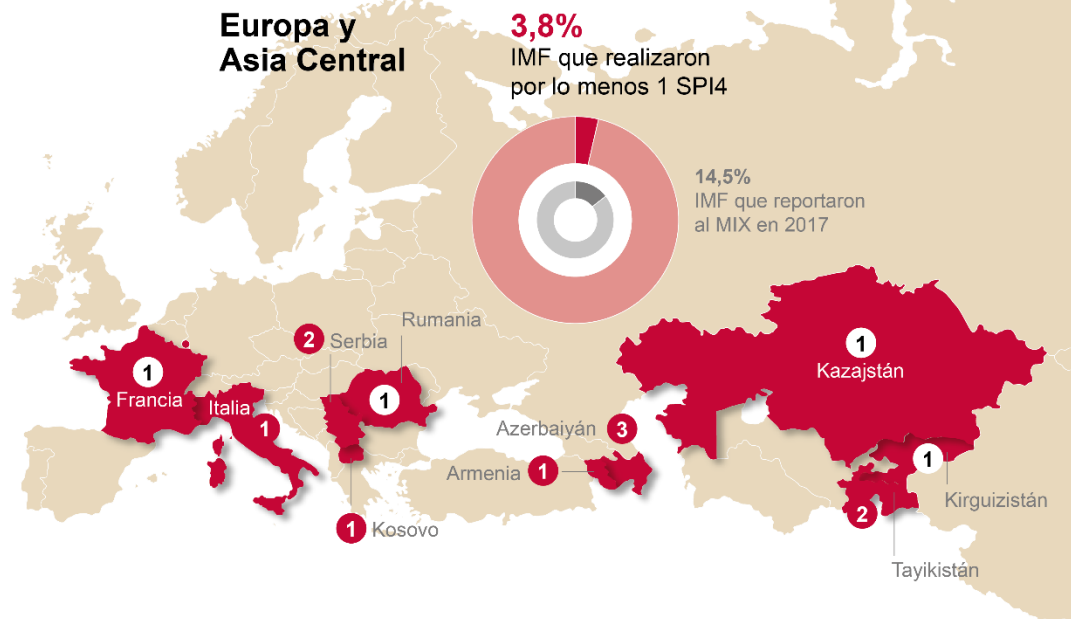 Europa y
Asia Central
3,8%
IMF que realizaron
por lo menos 1 SPI4
14,5%
IMF que reportaron
al MIX en 2017
Rumania
2 Serbia
1
Francia
Italia
1
1
1
Kazajstán
Azerbaiyán 3
Armenia 1
1
Kirguizistán
2
1 Kosovo
Tayikistán